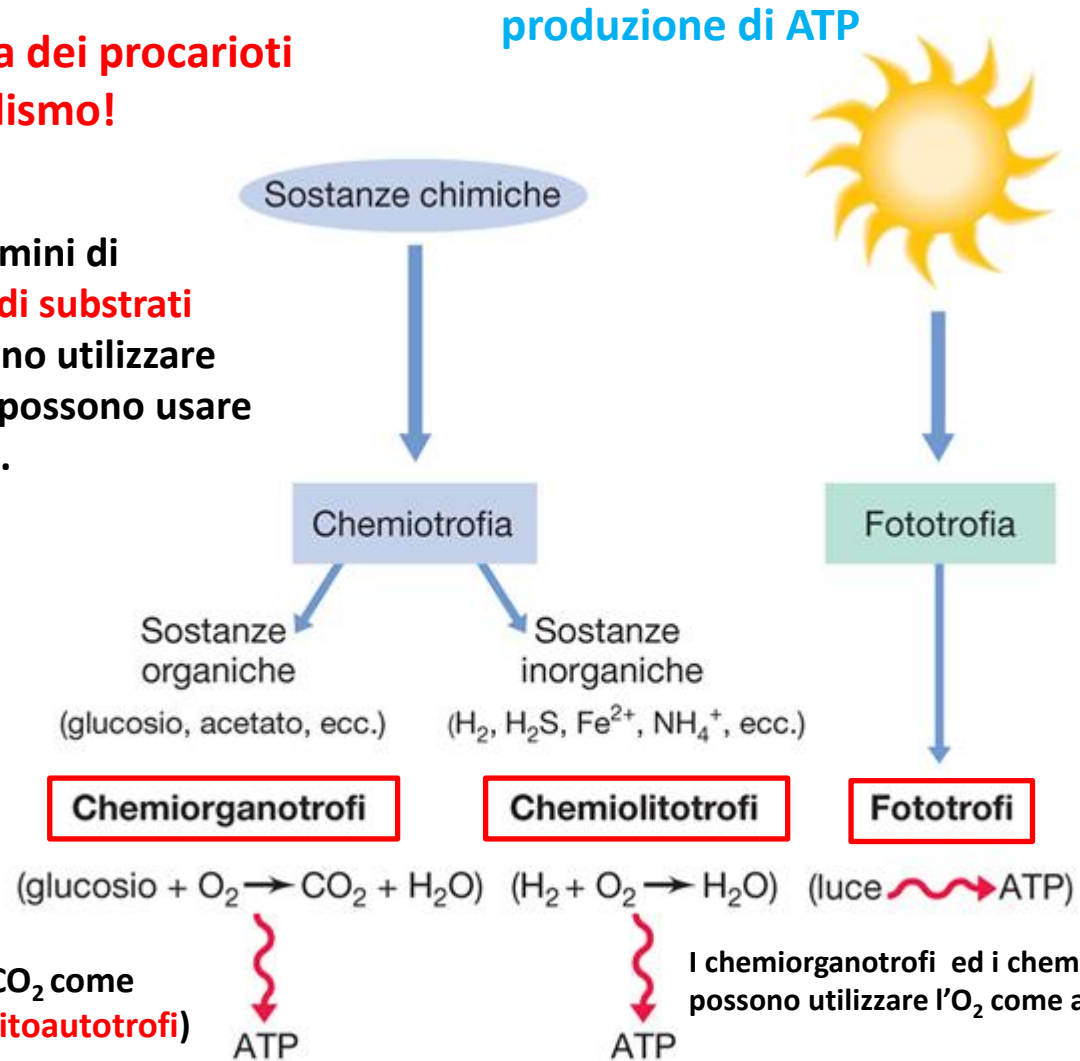 produzione di ATP
a dei procarioti
lismo!
Sostanze chimiche
mini di
di substrati
no utilizzare
possono usare
.
Chemiotrofia
Fototrofia
Sostanze organiche
(glucosio, acetato, ecc.)
Sostanze inorganiche
(H₂, H₂S, Fe²⁺, NH₄⁺, ecc.)
Chemiorganotrofi
Chemiolitotrofi
Fototrofi
(glucosio + O₂ → CO₂ + H₂O)
(H₂ + O₂ → H₂O)
(luce → ATP)
CO₂ come
itoautotrofi)
ATP
ATP
I chemiorganotrofi ed i chem
possono utilizzare l’O₂ come a